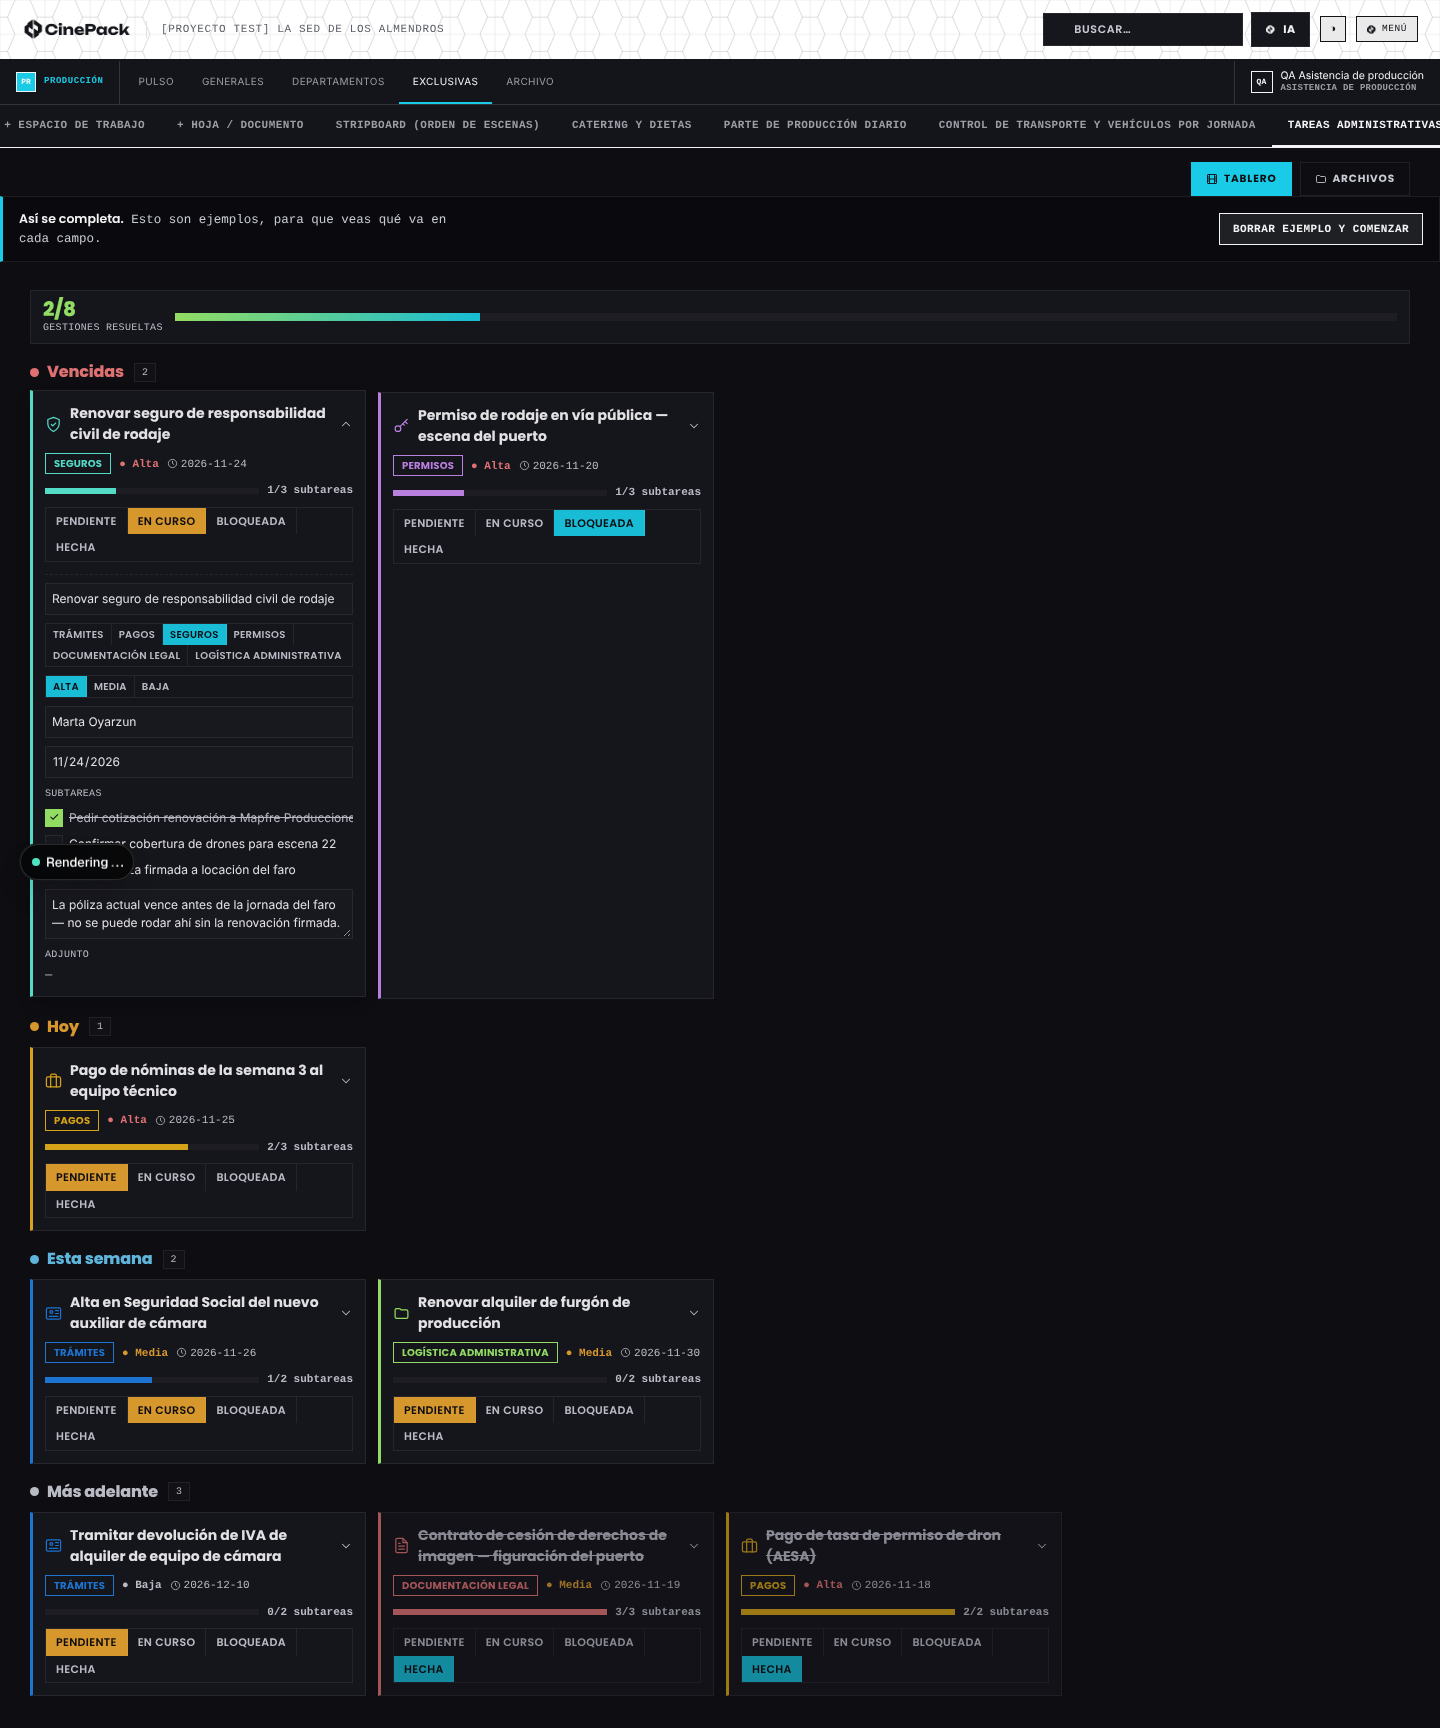 CinePack
[PROYECTO TEST] LA SED DE LOS ALMENDROS
BUSCAR…
IA
MENÚ
PR
PRODUCCIÓN
PULSO
GENERALES
DEPARTAMENTOS
EXCLUSIVAS
ARCHIVO
QA
QA Asistencia de producción
ASISTENCIA DE PRODUCCIÓN
+ ESPACIO DE TRABAJO
+ HOJA / DOCUMENTO
STRIPBOARD (ORDEN DE ESCENAS)
CATERING Y DIETAS
PARTE DE PRODUCCIÓN DIARIO
CONTROL DE TRANSPORTE Y VEHÍCULOS POR JORNADA
TAREAS ADMINISTRATIVAS
TABLERO
ARCHIVOS
Así se completa. Esto son ejemplos, para que veas qué va en
cada campo.
BORRAR EJEMPLO Y COMENZAR
2/8
GESTIONES RESUELTAS
Vencidas 2
Renovar seguro de responsabilidad
civil de rodaje
SEGUROS ● Alta 2026-11-24
1/3 subtareas
PENDIENTE EN CURSO BLOQUEADA
HECHA
Renovar seguro de responsabilidad civil de rodaje
TRÁMITES PAGOS SEGUROS PERMISOS
DOCUMENTACIÓN LEGAL LOGÍSTICA ADMINISTRATIVA
ALTA MEDIA BAJA
Marta Oyarzun
11/24/2026
SUBTAREAS
Pedir cotización renovación a Mapfre Produccione
Confirmar cobertura de drones para escena 22
Rendering...
firmada a locación del faro
La póliza actual vence antes de la jornada del faro
— no se puede rodar ahí sin la renovación firmada.
ADJUNTO
—
Permiso de rodaje en vía pública —
escena del puerto
PERMISOS ● Alta 2026-11-20
1/3 subtareas
PENDIENTE EN CURSO BLOQUEADA
HECHA
Hoy 1
Pago de nóminas de la semana 3 al
equipo técnico
PAGOS ● Alta 2026-11-25
2/3 subtareas
PENDIENTE EN CURSO BLOQUEADA
HECHA
Esta semana 2
Alta en Seguridad Social del nuevo
auxiliar de cámara
TRÁMITES ● Media 2026-11-26
1/2 subtareas
PENDIENTE EN CURSO BLOQUEADA
HECHA
Renovar alquiler de furgón de
producción
LOGÍSTICA ADMINISTRATIVA ● Media 2026-11-30
0/2 subtareas
PENDIENTE EN CURSO BLOQUEADA
HECHA
Más adelante 3
Tramitar devolución de IVA de
alquiler de equipo de cámara
TRÁMITES ● Baja 2026-12-10
0/2 subtareas
PENDIENTE EN CURSO BLOQUEADA
HECHA
Contrato de cesión de derechos de
imagen — figuración del puerto
DOCUMENTACIÓN LEGAL ● Media 2026-11-19
3/3 subtareas
PENDIENTE EN CURSO BLOQUEADA
HECHA
Pago de tasa de permiso de dron
(AESA)
PAGOS ● Alta 2026-11-18
2/2 subtareas
PENDIENTE EN CURSO BLOQUEADA
HECHA